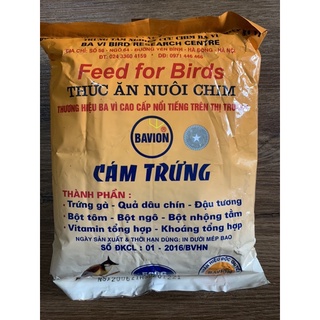 BA VI BIRD RESEARCH CENTRE
Feed for Birds
THỨC ĂN NUÔI CHIM
THƯƠNG HIỆU BA VÌ CAO CẤP NỔI TIẾNG TRÊN THỊ
BAVION
CÁM TRỨNG
THÀNH PHẦN :
• Trứng gà - Quả dâu chín - Đậu tương
• Bột tôm - Bột ngô - Bột nhộng tằm
• Vitamin tổng hợp - Khoáng tổng hợp
NGÀY SẢN XUẤT & THỜI HẠN DÙNG: IN DƯỚI MÉP BAO
SỐ ĐKCL : 01 - 2016/BVHN